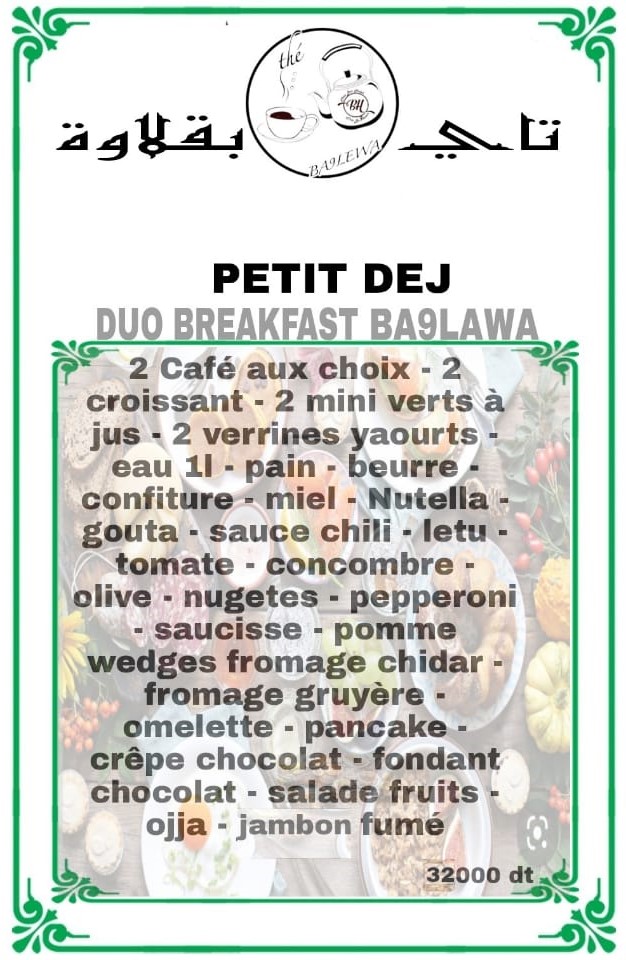 thé
BH
BA9LEWA
تاي بقلاوة
PETIT DEJ
DUO BREAKFAST BA9LAWA
2 Café aux choix - 2
croissant - 2 mini verts à
jus - 2 verrines yaourts -
eau 1l - pain - beurre -
confiture - miel - Nutella -
gouta - sauce chili - letu -
tomate - concombre -
olive - nugetes - pepperoni
- saucisse - pomme
wedges fromage chidar -
fromage gruyère -
omelette - pancake -
crêpe chocolat - fondant
chocolat - salade fruits -
ojja - jambon fumé
32000 dt